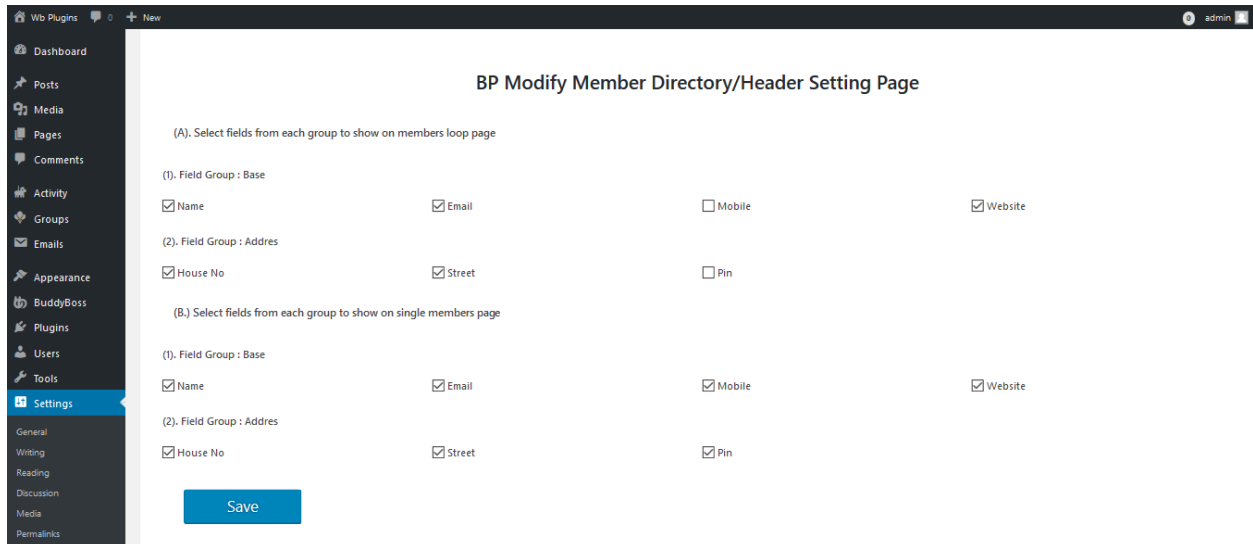 Wb Plugins 0 + New 0 admin
Dashboard
Posts
Media
Pages
Comments
Activity
Groups
Emails
Appearance
BuddyBoss
Plugins
Users
Tools
Settings
General
Writing
Reading
Discussion
Media
Permalinks
BP Modify Member Directory/Header Setting Page
(A). Select fields from each group to show on members loop page
(1). Field Group : Base
Name Email Mobile Website
(2). Field Group : Addres
House No Street Pin
(B.) Select fields from each group to show on single members page
(1). Field Group : Base
Name Email Mobile Website
(2). Field Group : Addres
House No Street Pin
Save